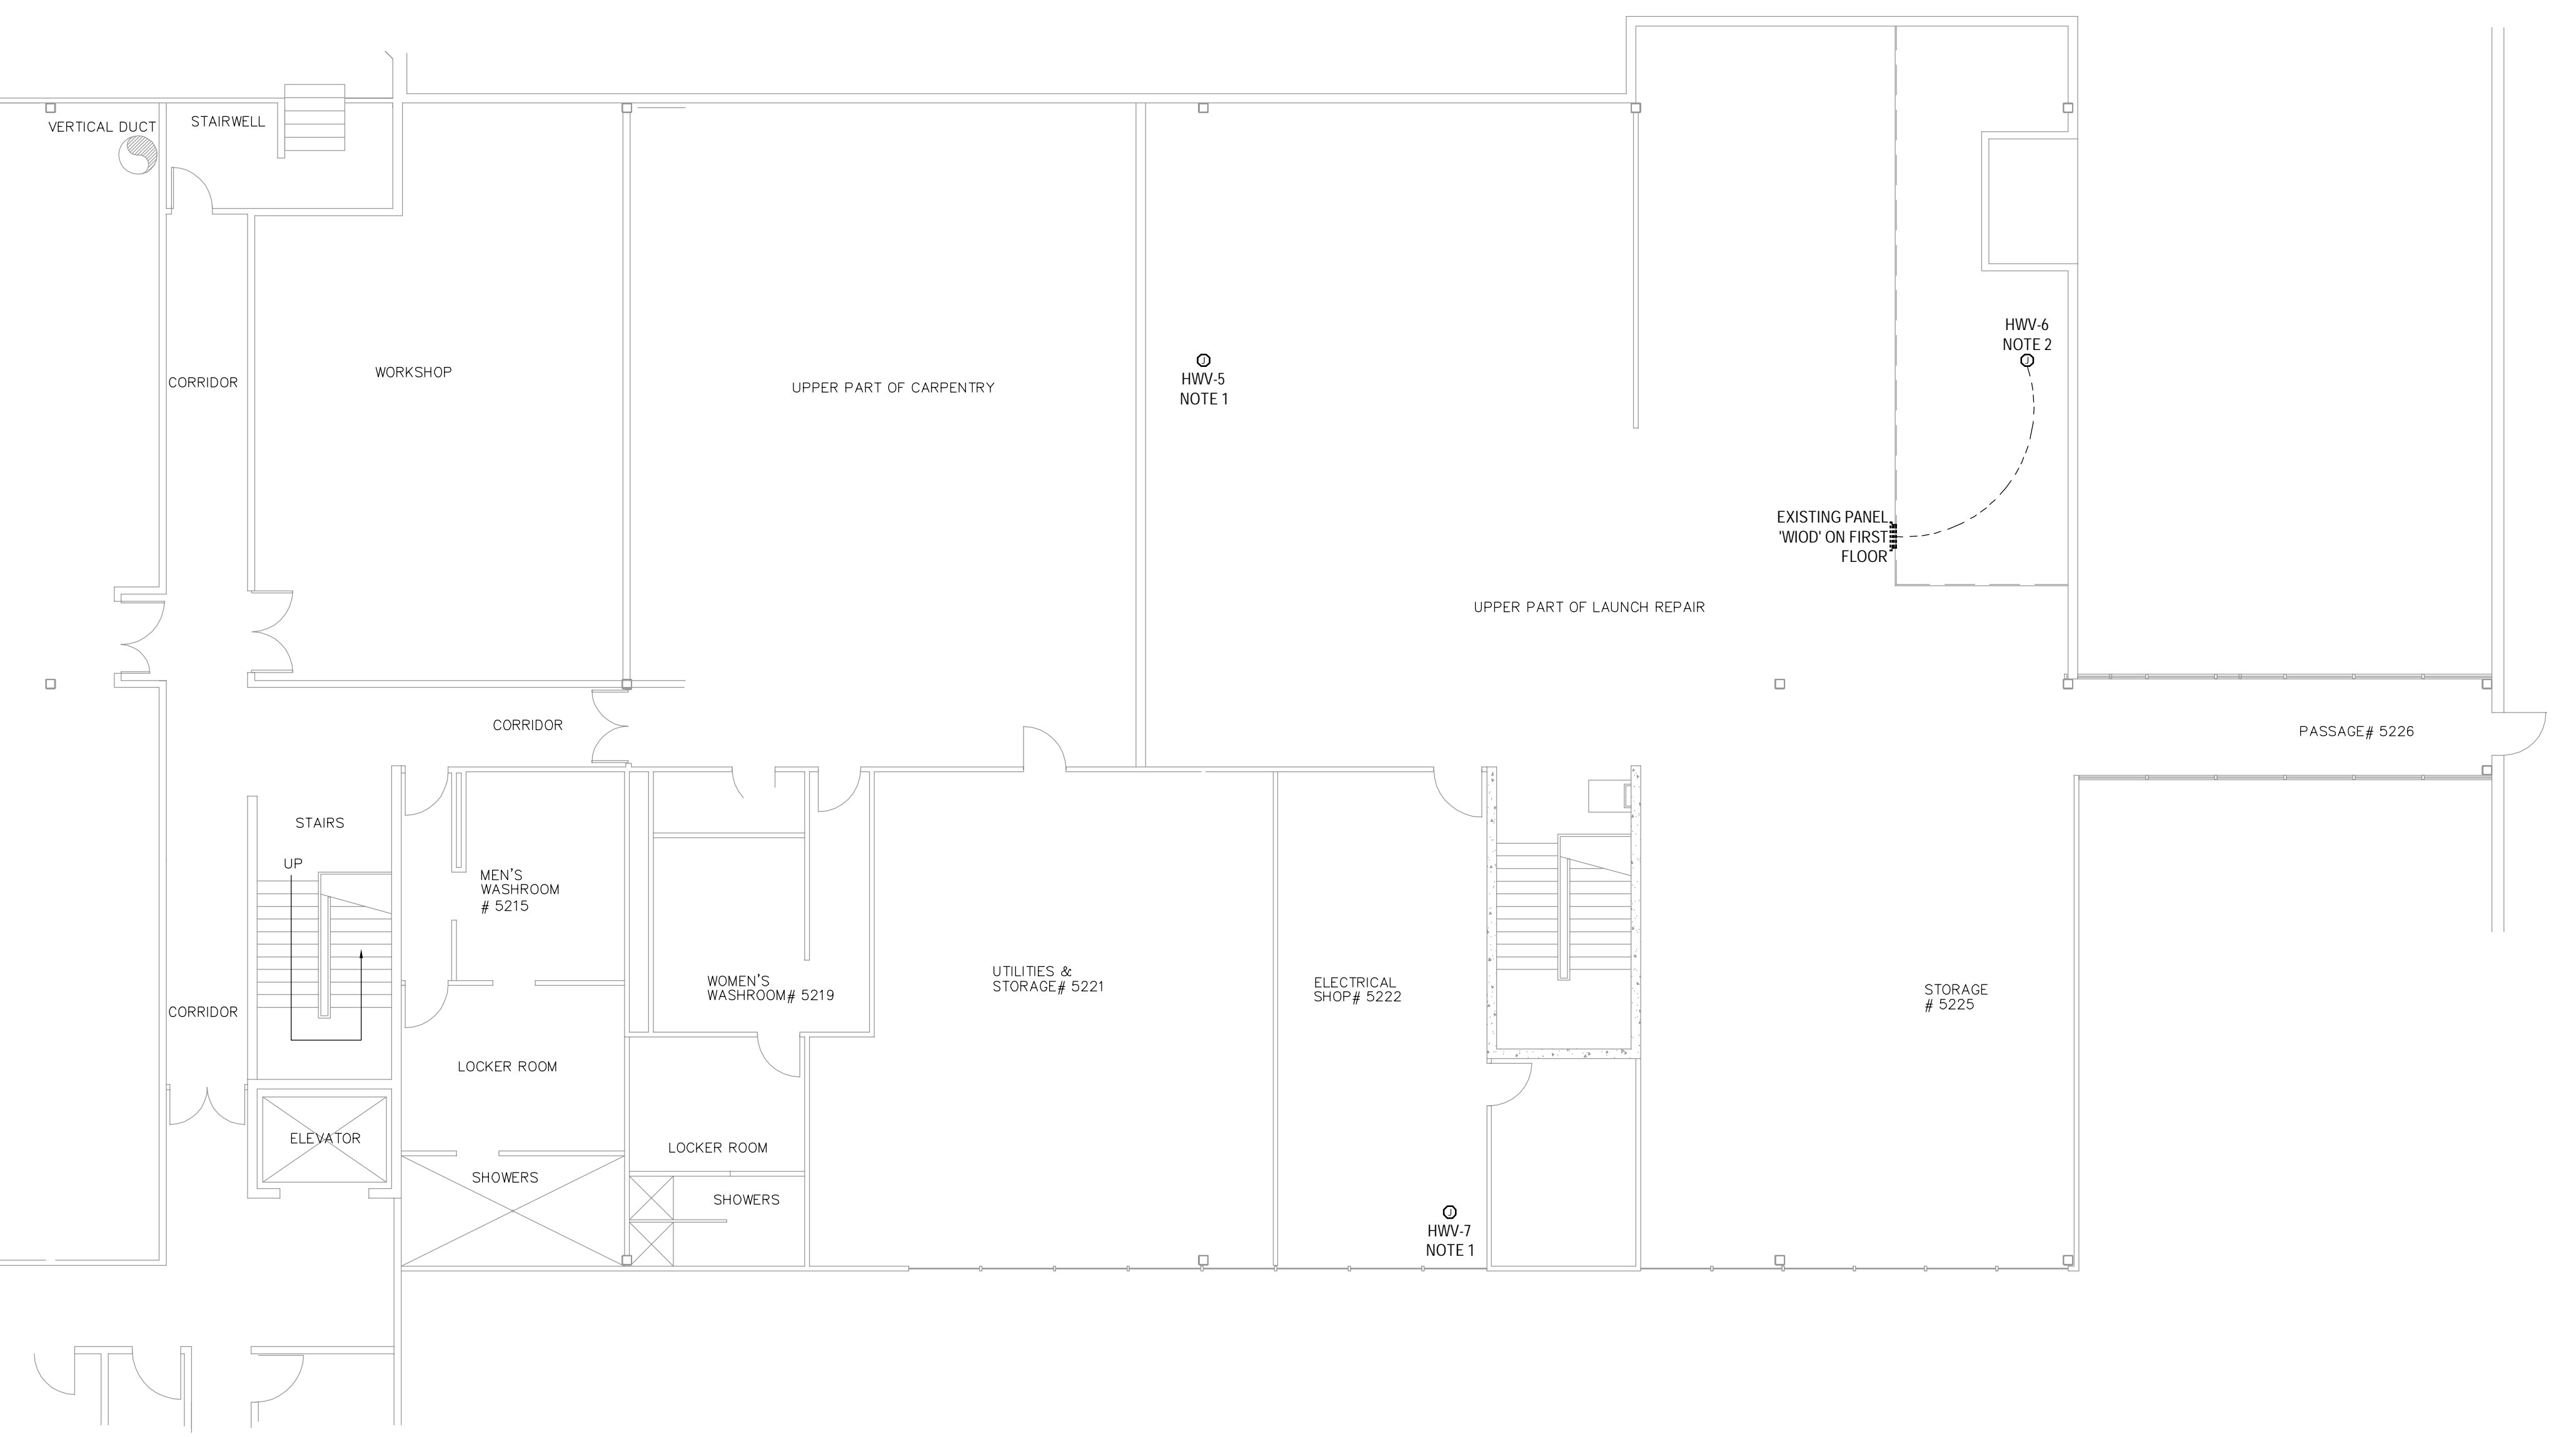 VERTICAL DUCT
STAIRWELL
HWV-6
NOTE 2
J
J
HWV-5
NOTE 1
CORRIDOR
WORKSHOP
UPPER PART OF CARPENTRY
EXISTING PANEL
'WIOD' ON FIRST
FLOOR
UPPER PART OF LAUNCH REPAIR
CORRIDOR
PASSAGE# 5226
STAIRS
UP
MEN'S
WASHROOM
# 5215
WOMEN'S
WASHROOM# 5219
UTILITIES &
STORAGE# 5221
ELECTRICAL
SHOP# 5222
STORAGE
# 5225
CORRIDOR
LOCKER ROOM
ELEVATOR
LOCKER ROOM
SHOWERS
SHOWERS
J
HWV-7
NOTE 1